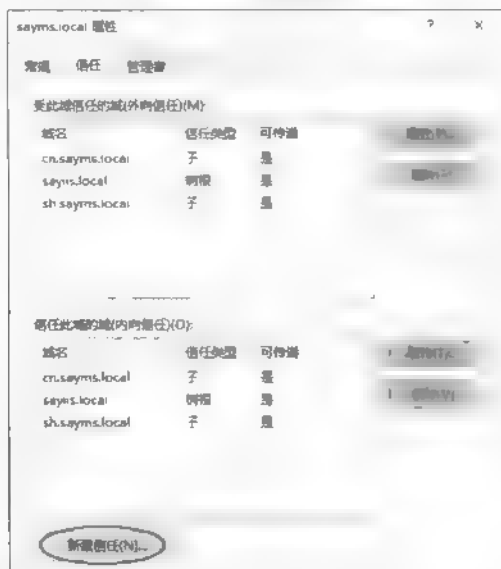 sayms.local 属性 ? ×
常规 信任 管理者
受此域信任的域(外向信任)(M):
域名 信任类型 可传递
cn.sayms.local 子 是
sayiis.local 树根 是
sh.sayms.local 子 是
信任此域的域(内向信任)(O):
域名 信任类型 可传递
cn.sayms.local 子 是
sayiis.local 树根 是
sh.sayms.local 子 是
新建信任(N)...